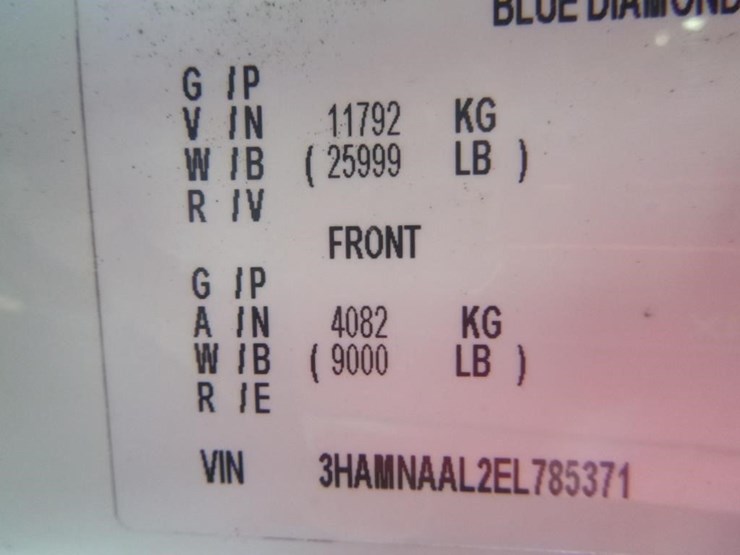 BLUE DIAMOND
G / P
V / N 11792 KG
W / B ( 25999 LB )
R / V
FRONT
G / P
A / N 4082 KG
W / B ( 9000 LB )
R / E
VIN 3HAMNAAL2EL785371